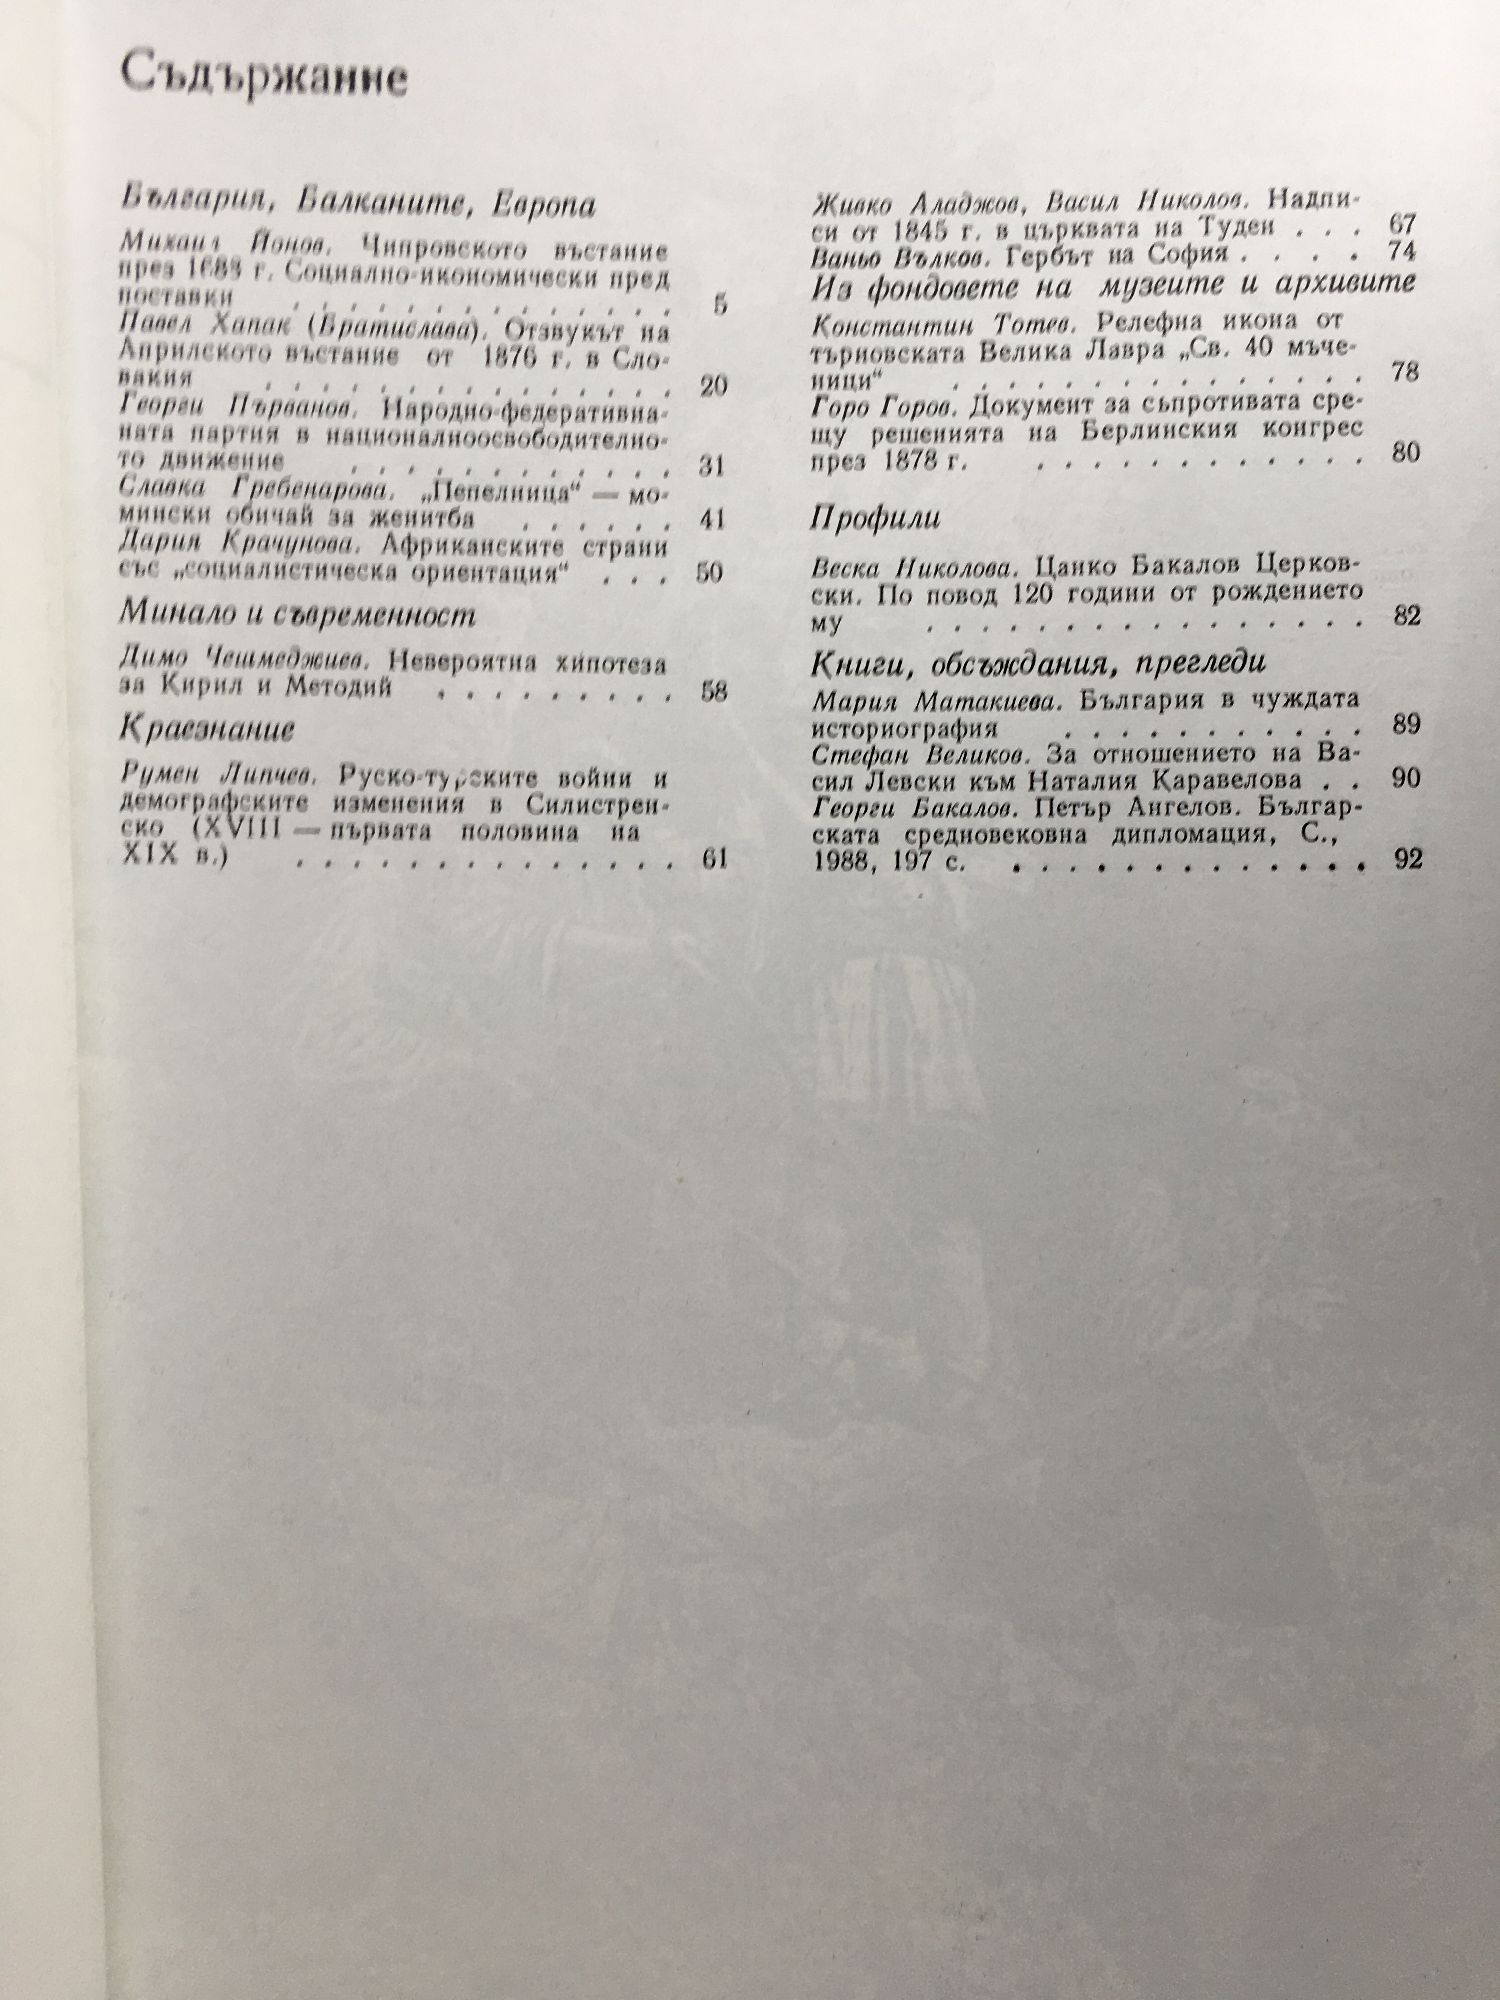 Съдържание
България, Балканите, Европа
Михаил Йонов. Чипровското въстание
през 1688 г. Социално-икономически пред
поставки . . . . . . . . . . . . . . 5
Павел Хапак (Братислава). Отзвукът на
Априлското въстание от 1876 г. в Сло-
вакия . . . . . . . . . . . . . . . 20
Георги Първанов. Народно-федеративна-
ната партия в националноосвободително-
то движение . . . . . . . . . . . . 31
Славка Гребенарова. „Пепелница“ — мо-
мински обичай за женитба . . . . . . 41
Дария Крачунова. Африканските страни
със „социалистическа ориентация“ . . . 50
Минало и съвременност
Димо Чешмеджиев. Невероятна хипотеза
за Кирил и Методий . . . . . . . . . 58
Краезнание
Румен Липчев. Руско-турските войни и
демографските изменения в Силистрен-
ско (XVIII — първата половина на
XIX в.) . . . . . . . . . . . . . . 61
Живко Аладжов, Васил Николов. Надпи-
си от 1845 г. в църквата на Туден . . . 67
Ваньо Вълков. Гербът на София . . . . 74
Из фондовете на музеите и архивите
Константин Тотев. Релефна икона от
търновската Велика Лавра „Св. 40 мъче-
ници“ . . . . . . . . . . . . . . . 78
Горо Горов. Документ за съпротивата сре-
щу решенията на Берлинския конгрес
през 1878 г. . . . . . . . . . . . . 80
Профили
Веска Николова. Цанко Бакалов Церков-
ски. По повод 120 години от рождението
му . . . . . . . . . . . . . . . . 82
Книги, обсъждания, прегледи
Мария Матакиева. България в чуждата
историография . . . . . . . . . . . 89
Стефан Великов. За отношението на Ва-
сил Левски към Наталия Каравелова . . 90
Георги Бакалов. Петър Ангелов. Българ-
ската средновековна дипломация, С.,
1988, 197 с. . . . . . . . . . . . . . 92